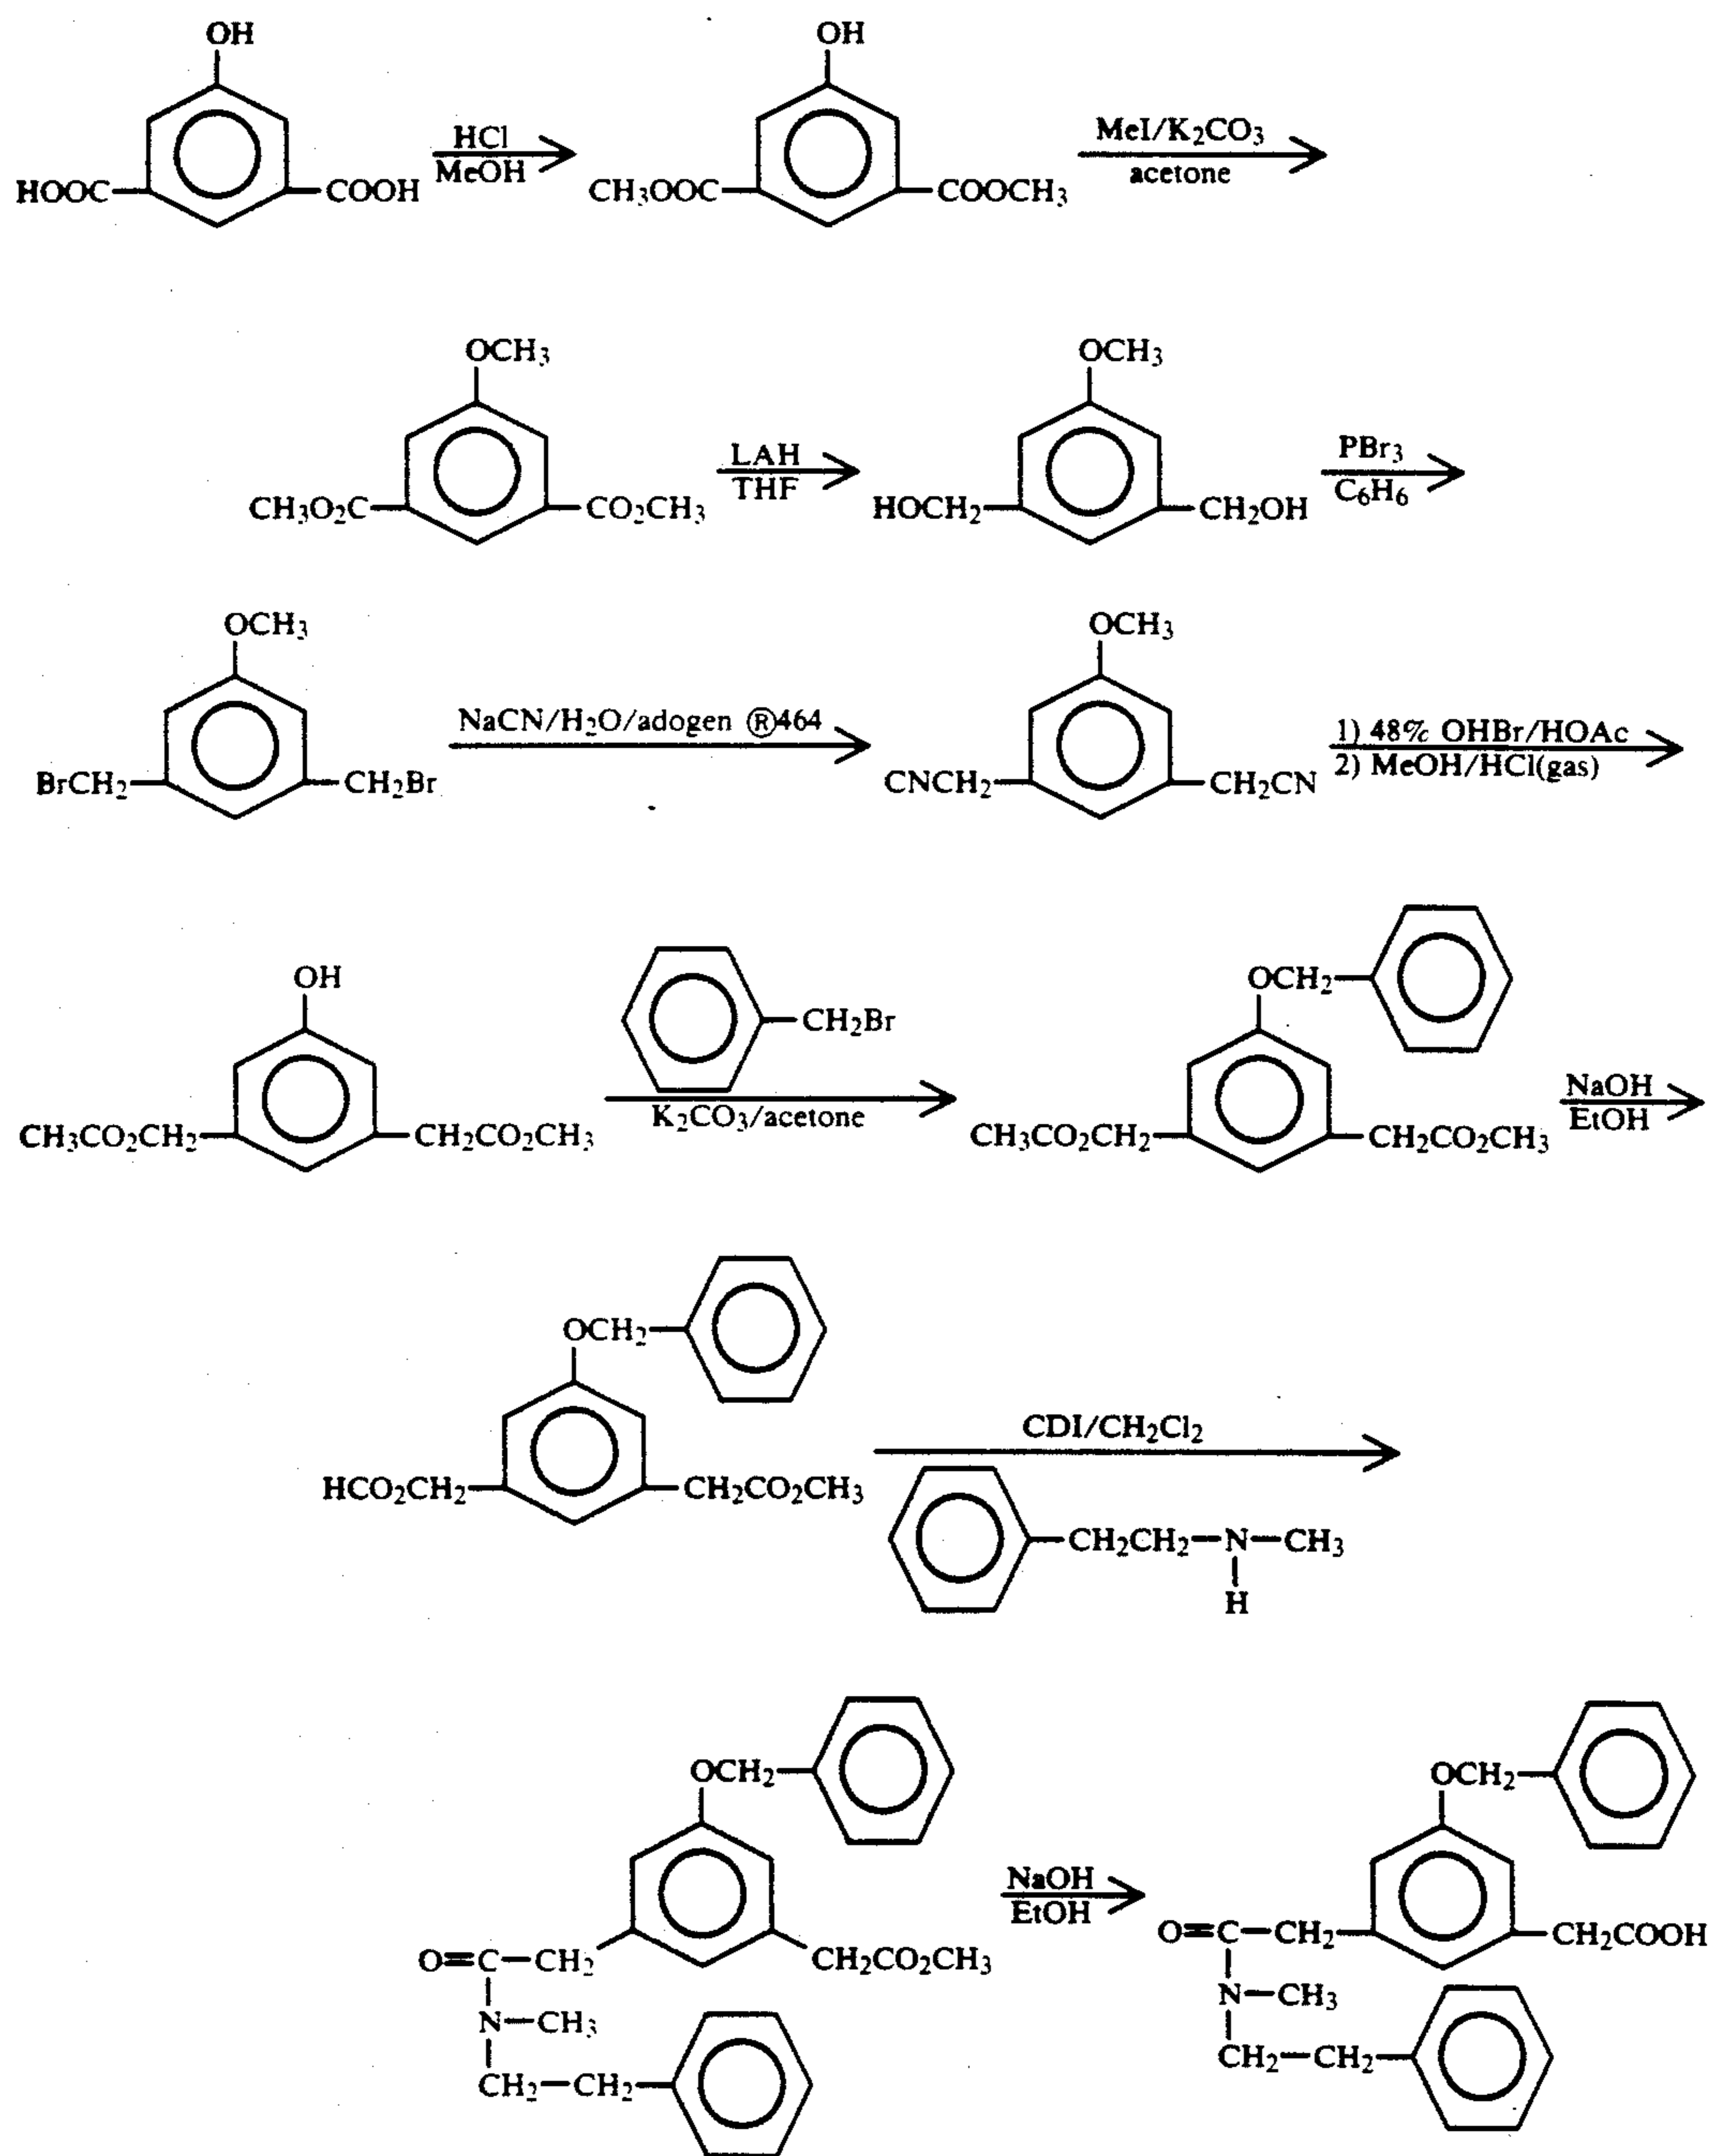 OH OH
HOOC COOH HCl MeOH CH₃OOC COOCH₃ MeI/K₂CO₃ acetone
OCH₃ OCH₃
CH₃O₂C CO₂CH₃ LAH THF HOCH₂ CH₂OH PBr₃ C₆H₆
OCH₃ OCH₃
BrCH₂ CH₂Br NaCN/H₂O/adogen ®464 CNCH₂ CH₂CN 1) 48% OHBr/HOAc
2) MeOH/HCl(gas)
OH OCH₂
CH₂Br
CH₃CO₂CH₂ CH₂CO₂CH₃ K₂CO₃/acetone CH₃CO₂CH₂ CH₂CO₂CH₃ NaOH EtOH
OCH₂
HCO₂CH₂ CH₂CO₂CH₃ CDI/CH₂Cl₂
CH₂CH₂—N—CH₃
H
OCH₂ OCH₂
NaOH
EtOH
O=C—CH₂ CH₂CO₂CH₃ O=C—CH₂ CH₂COOH
N—CH₃ N—CH₃
CH₂—CH₂ CH₂—CH₂